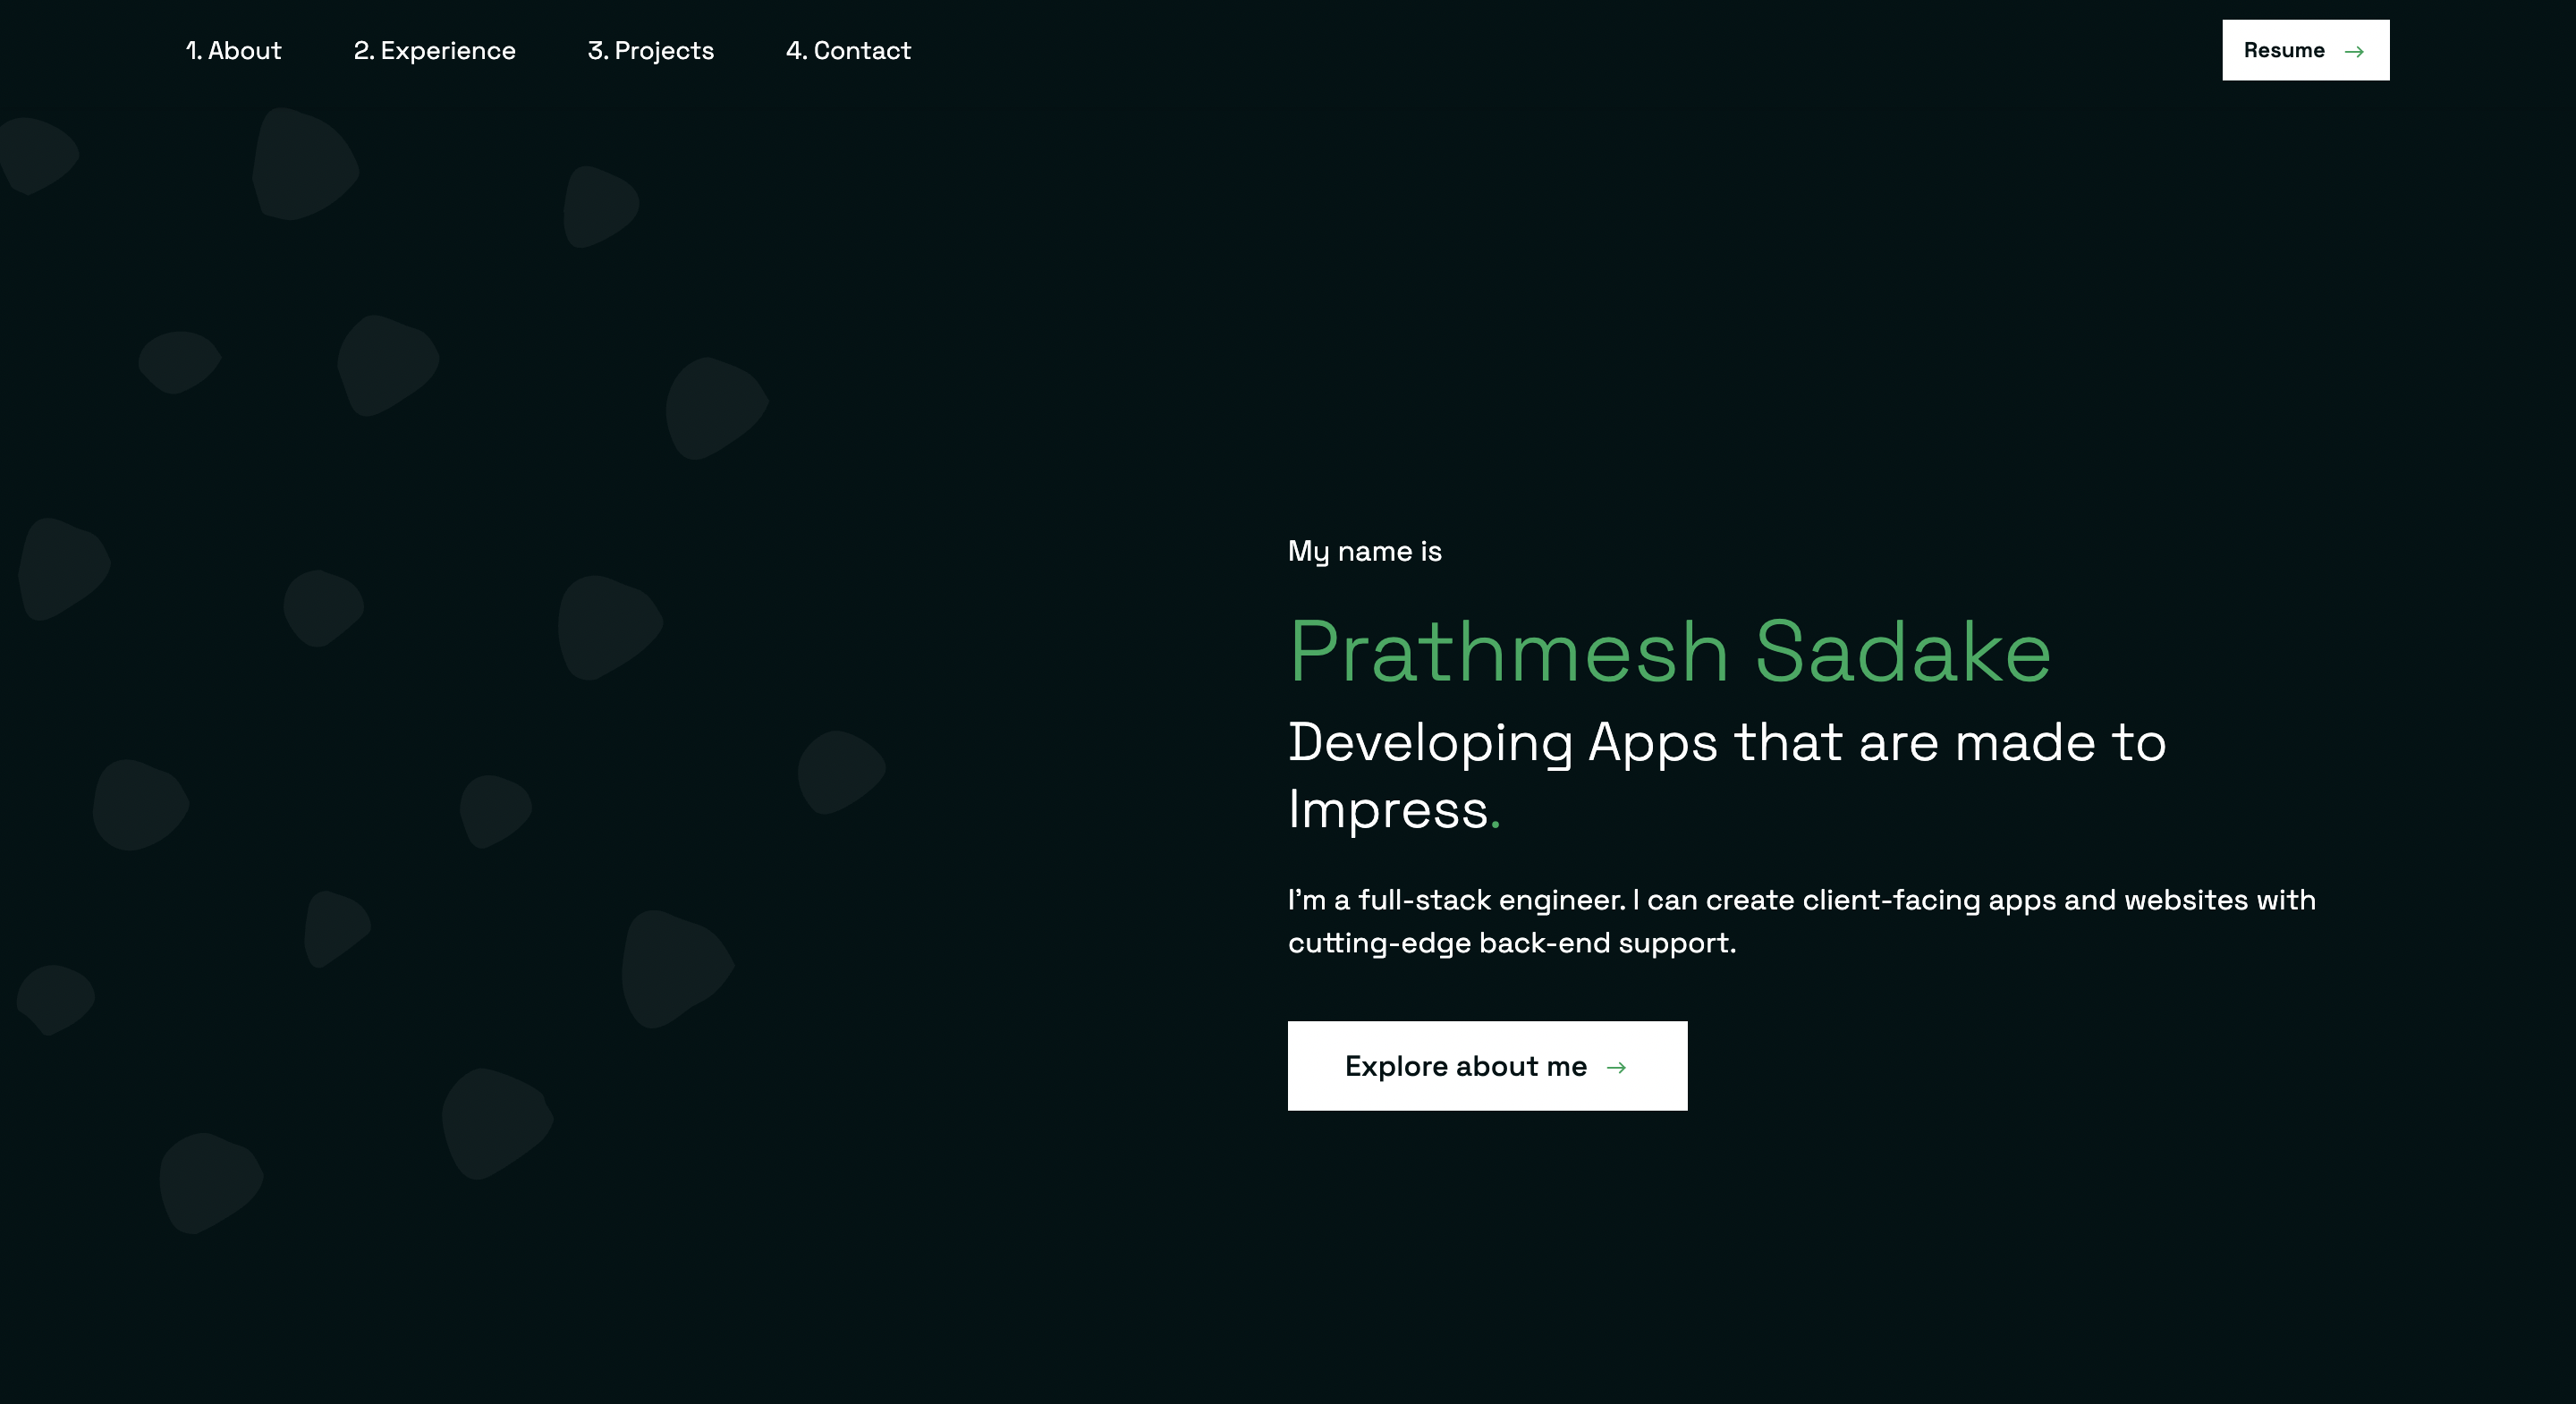 1. About 2. Experience 3. Projects 4. Contact Resume →
My name is
Prathmesh Sadake
Developing Apps that are made to
Impress.
I'm a full-stack engineer. I can create client-facing apps and websites with
cutting-edge back-end support.
Explore about me →